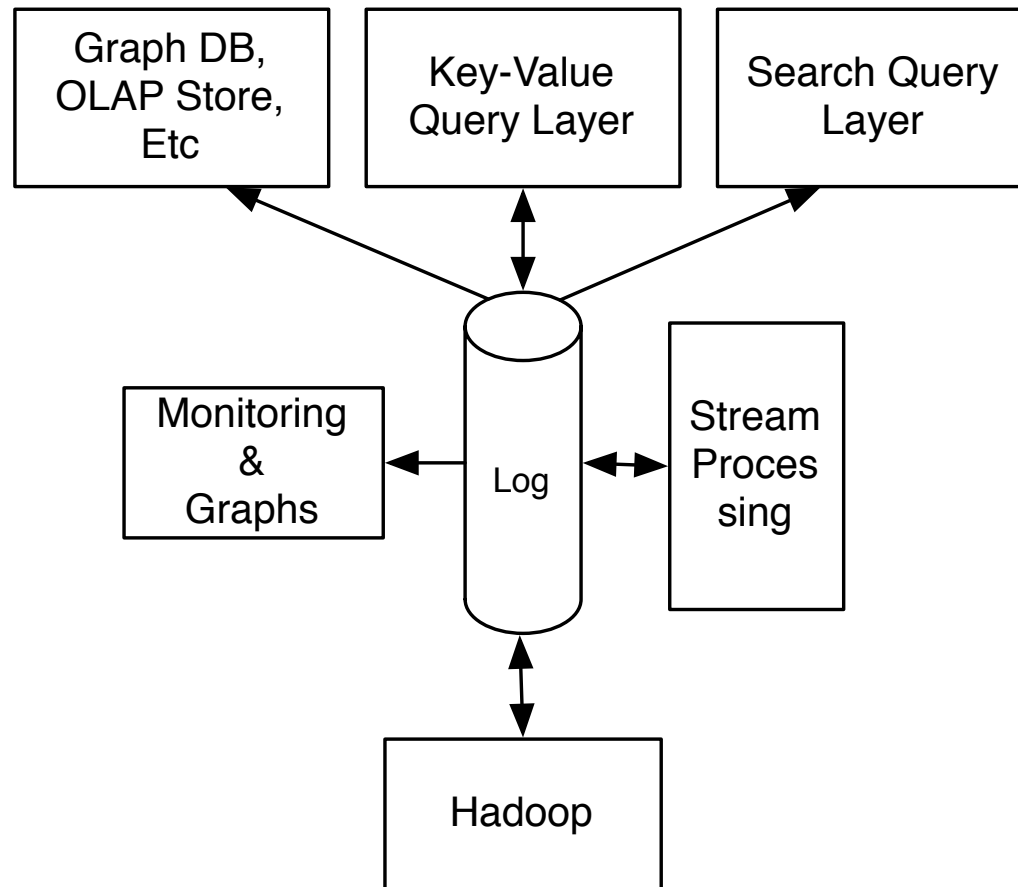 Graph DB,
OLAP Store,
Etc
Key-Value
Query Layer
Search Query
Layer
Monitoring
&
Graphs
Log
Stream
Proces
sing
Hadoop